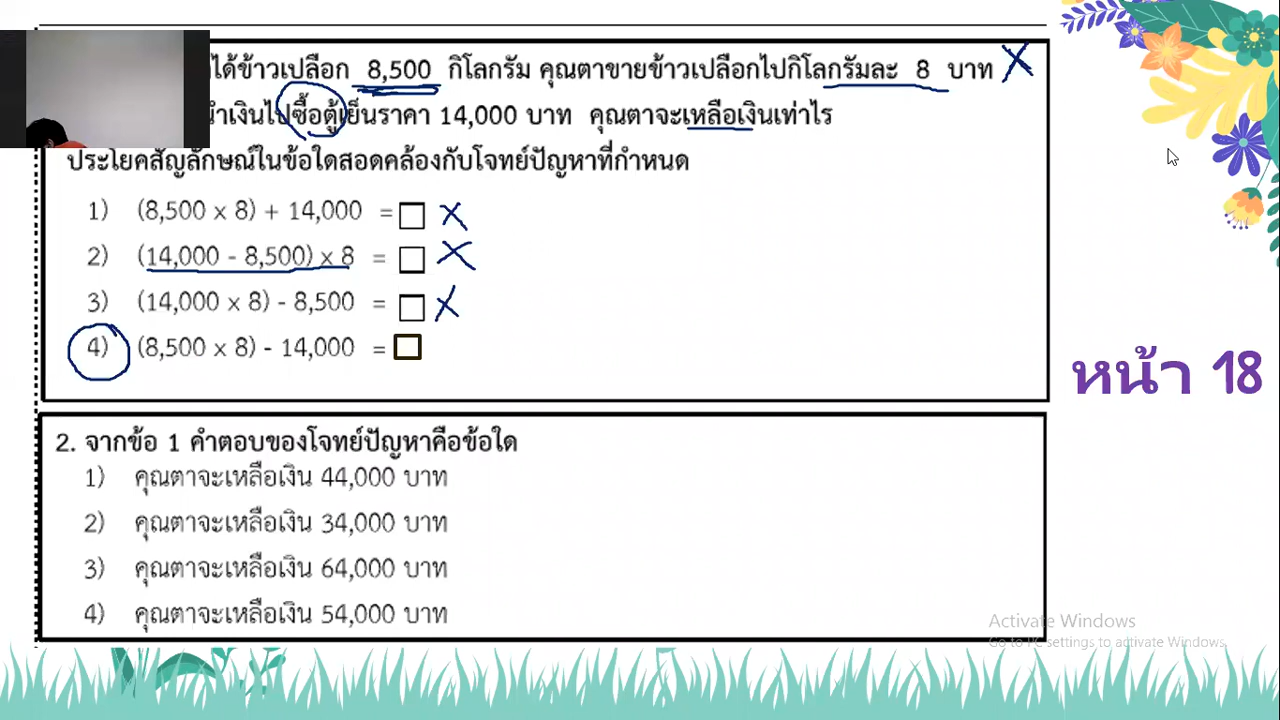 ได้ข้าวเปลือก 8,500 กิโลกรัม คุณตาขายข้าวเปลือกไปกิโลกรัมละ 8 บาท
นำเงินไปซื้อตู้เย็นราคา 14,000 บาท คุณตาจะเหลือเงินเท่าไร
ประโยคสัญลักษณ์ในข้อใดสอดคล้องกับโจทย์ปัญหาที่กำหนด
1) (8,500 x 8) + 14,000 = □ X
2) (14,000 - 8,500) x 8 = □ X
3) (14,000 x 8) - 8,500 = □ X
4) (8,500 x 8) - 14,000 = □
หน้า 18
2. จากข้อ 1 คำตอบของโจทย์ปัญหาคือข้อใด
1) คุณตาจะเหลือเงิน 44,000 บาท
2) คุณตาจะเหลือเงิน 34,000 บาท
3) คุณตาจะเหลือเงิน 64,000 บาท
4) คุณตาจะเหลือเงิน 54,000 บาท
Activate Windows
Go to PC settings to activate Windows.